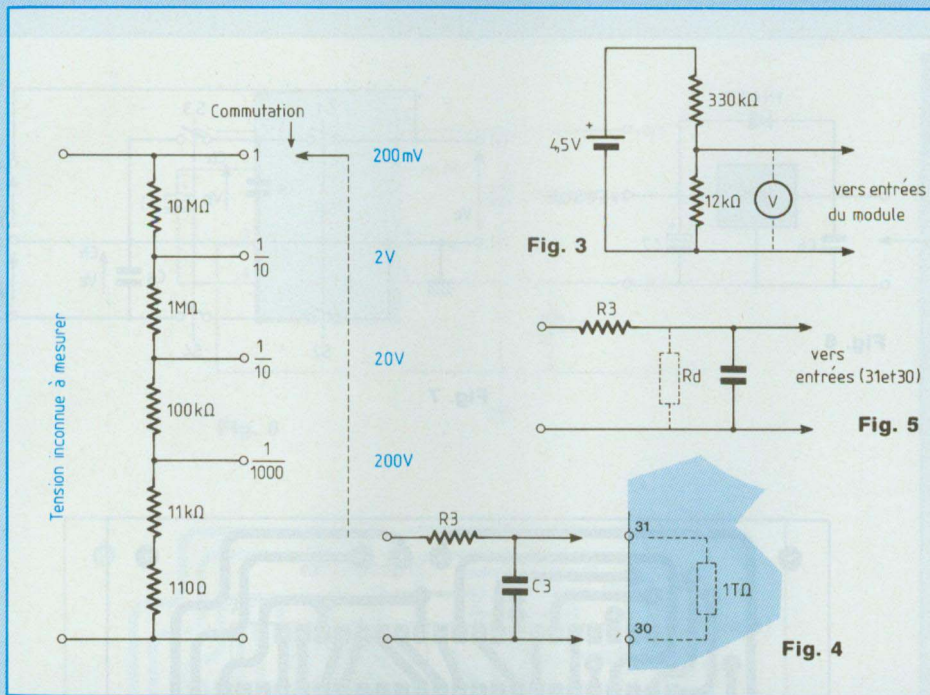 Commutation
Tension inconnue à mesurer
1
200mV
10MΩ
1/10
2V
1MΩ
1/10
20V
100kΩ
1/1000
200V
11kΩ
110Ω
R3
C3
31
1TΩ
30
Fig. 4
4,5V
+
330kΩ
12kΩ
V
vers entrées
du module
Fig. 3
R3
Rd
vers
entrées (31et30)
Fig. 5